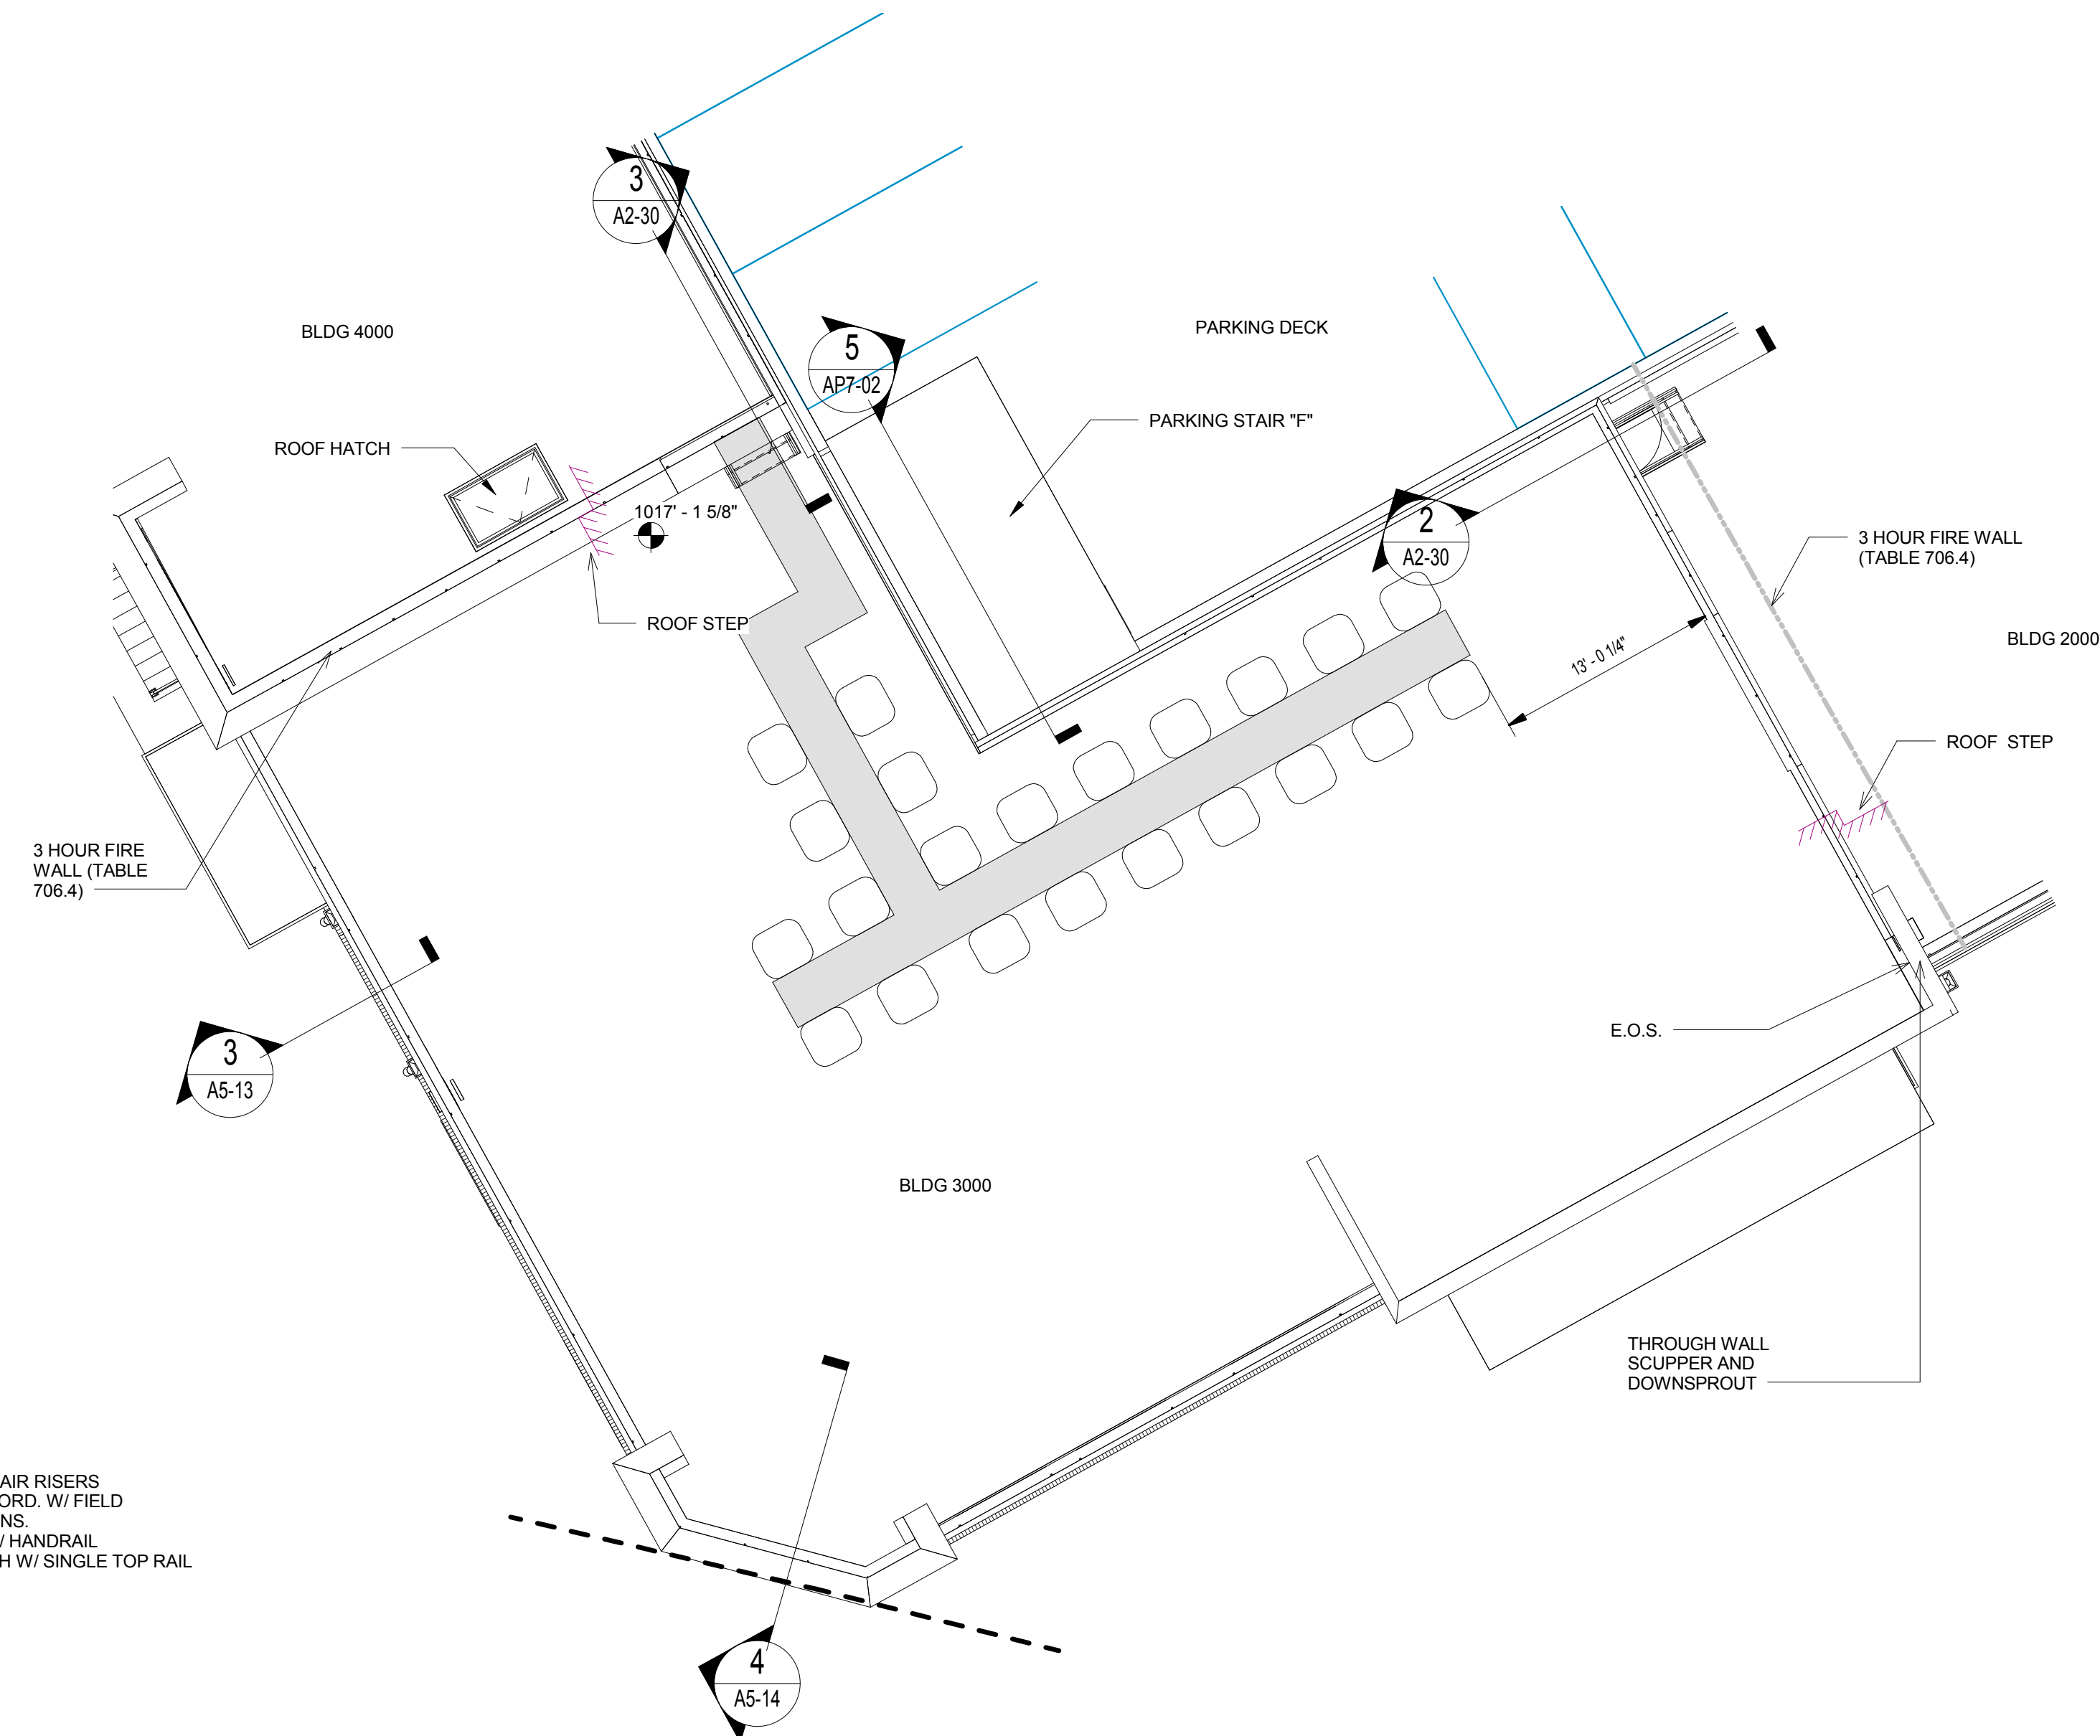 3
A2-30
BLDG 4000
5
AP7-02
PARKING DECK
PARKING STAIR "F"
ROOF HATCH
1017' - 1 5/8"
2
A2-30
3 HOUR FIRE WALL
(TABLE 706.4)
ROOF STEP
13' - 0 1/4"
BLDG 2000
ROOF  STEP
3 HOUR FIRE
WALL (TABLE
706.4)
E.O.S.
3
A5-13
BLDG 3000
THROUGH WALL
SCUPPER AND
DOWNSPROUT
AIR RISERS
ORD. W/ FIELD
NS.
/ HANDRAIL
H W/ SINGLE TOP RAIL
4
A5-14